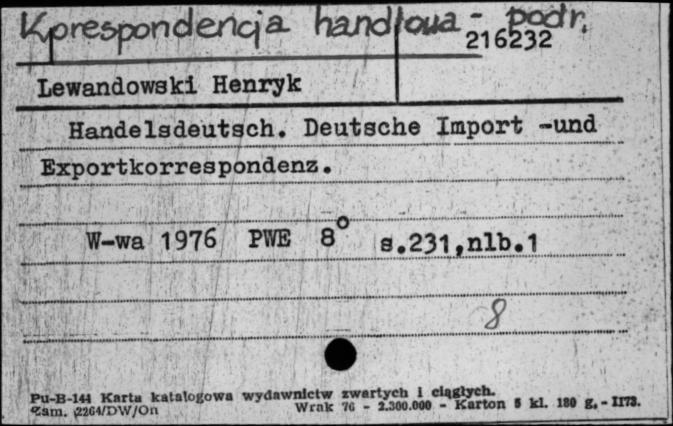 Korespondencja handlowa - podr.
216232
Lewandowski Henryk
Handelsdeutsch. Deutsche Import -und
Exportkorrespondenz.
W-wa 1976 PWE 8° s.231,nlb.1
8
Pu-B-144 Karta katalogowa wydawnictw zwartych i ciągłych.
Zam. 2264/DW/On Wrak 76 - 2.300.000 - Karton 5 kl. 180 g. - II73.